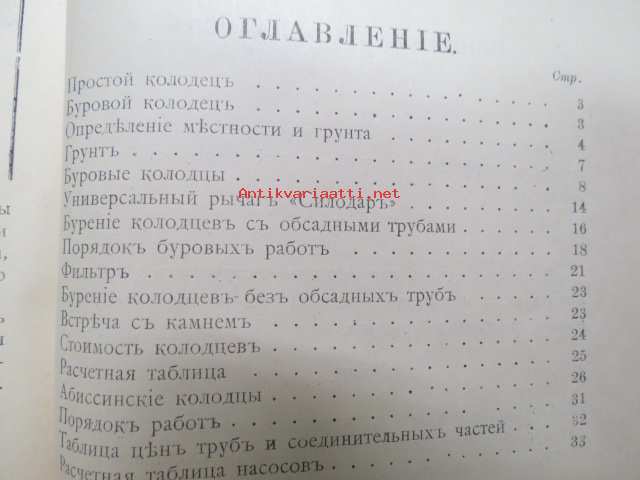 ОГЛАВЛЕНІЕ.
Стр.
Простой колодецъ 3
Буровой колодецъ 3
Опредѣленіе мѣстности и грунта 4
Грунтъ 7
Буровые колодцы 8
Antikvariaatti.net
Универсальный рычагъ «Силодаръ» 14
Буреніе колодцевъ съ обсадными трубами 16
Порядокъ буровыхъ работъ 18
Фильтръ 21
Буреніе колодцевъ безъ обсадныхъ трубъ 23
Встрѣча съ камнемъ 23
Стоимость колодцевъ 24
Расчетная таблица 25
Абиссинскіе колодцы 26
Порядокъ работъ 31
Таблица цѣнъ трубъ и соединительныхъ частей 32
Расчетная таблица насосовъ 33